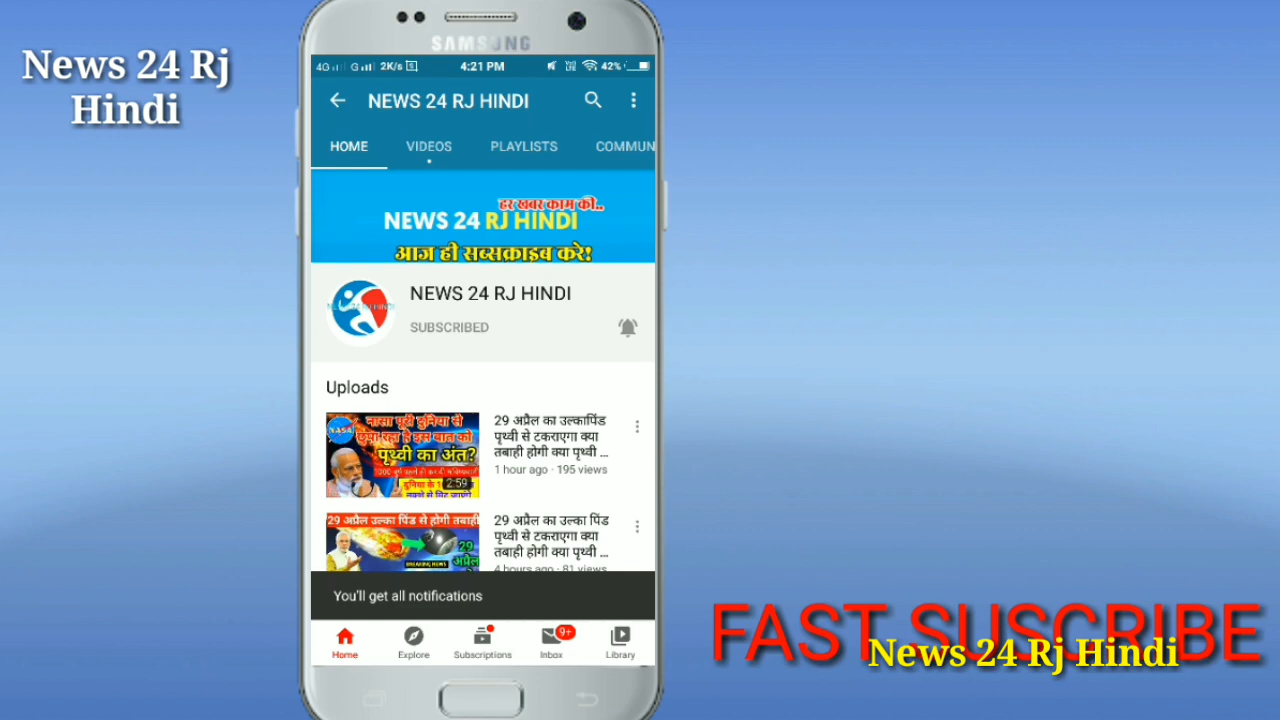 News 24 Rj
Hindi
SAMSUNG
4G G 2K/s 4:21 PM 42%
NEWS 24 RJ HINDI
HOME VIDEOS PLAYLISTS COMMUN
हर खबर काम की..
NEWS 24 RJ HINDI
आज ही सब्सक्राइब करे!
NEWS 24 RJ HINDI
SUBSCRIBED
Uploads
नासा पूरी दुनिया से
NASA
है इस बात को
पृथ्वी का अंत?
2:59
दुनिया के
29 अप्रैल का उल्कापिंड
पृथ्वी से टकराएगा क्या
तबाही होगी क्या पृथ्वी ...
1 hour ago · 195 views
29 अप्रैल उल्का पिंड से होगी तबाही
29
अप्रैल
BREAKING NEWS
29 अप्रैल का उल्का पिंड
पृथ्वी से टकराएगा क्या
तबाही होगी क्या पृथ्वी ...
4 hours ago · 81 views
You'll get all notifications
9+
Home Explore Subscriptions Inbox Library
FAST SUSCRIBE
News 24 Rj Hindi